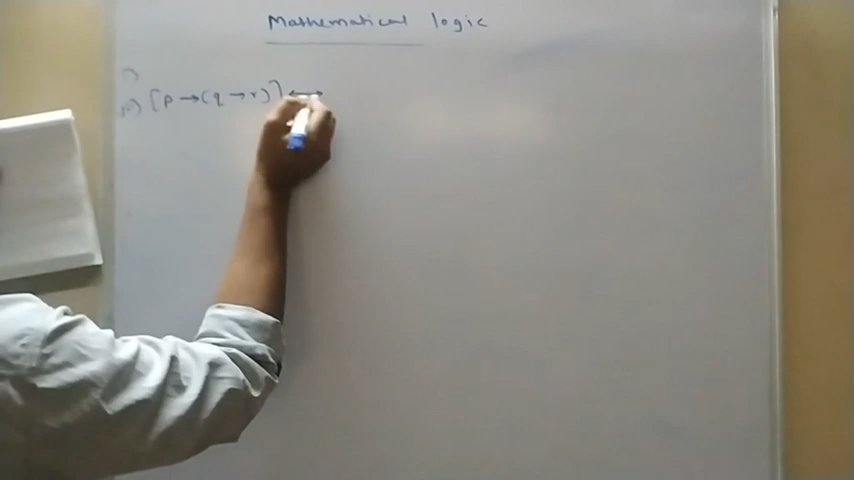 Mathematical logic
[p → (q → r)] ↔